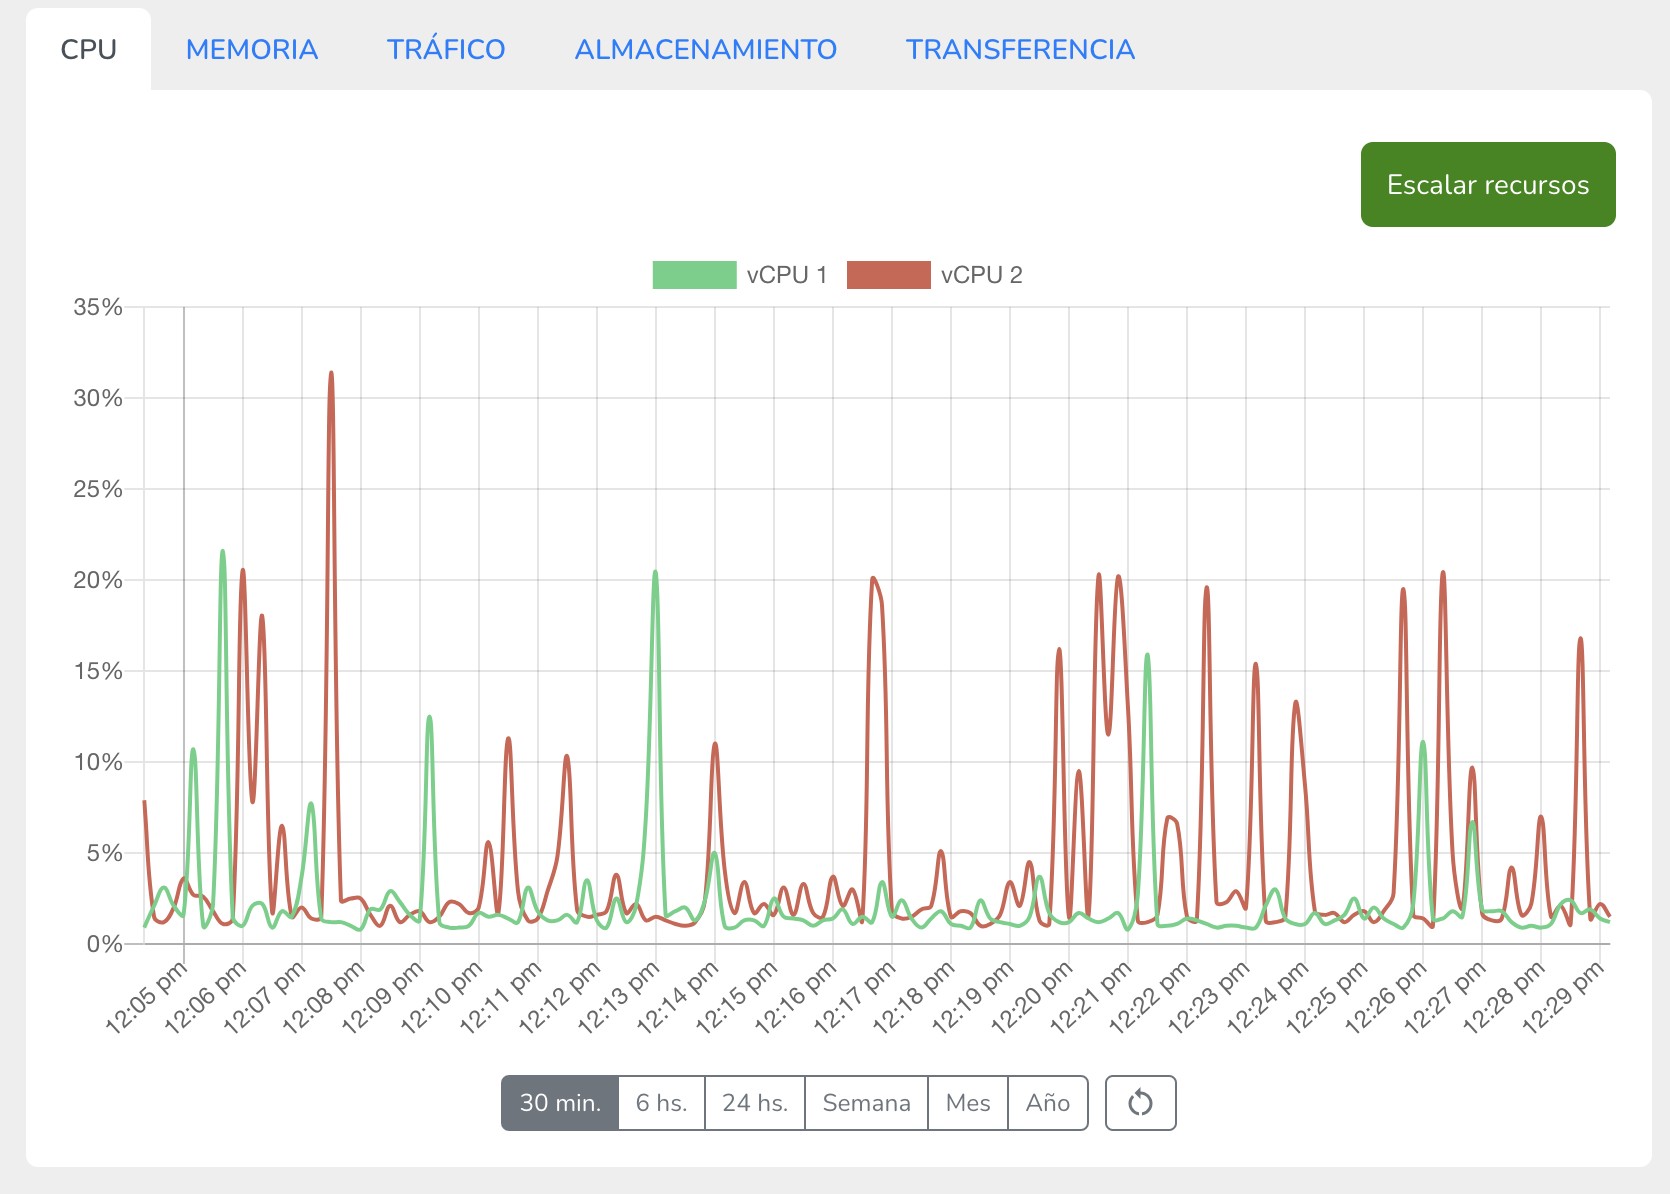 CPU MEMORIA TRÁFICO ALMACENAMIENTO TRANSFERENCIA
Escalar recursos
vCPU 1 vCPU 2
35%
30%
25%
20%
15%
10%
5%
0%
12:05 pm 12:06 pm 12:07 pm 12:08 pm 12:09 pm 12:10 pm 12:11 pm 12:12 pm 12:13 pm 12:14 pm 12:15 pm 12:16 pm 12:17 pm 12:18 pm 12:19 pm 12:20 pm 12:21 pm 12:22 pm 12:23 pm 12:24 pm 12:25 pm 12:26 pm 12:27 pm 12:28 pm 12:29 pm
30 min. 6 hs. 24 hs. Semana Mes Año